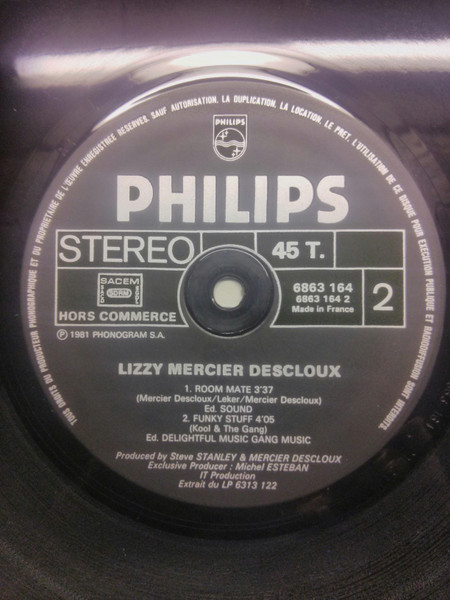 TOUS DROITS DU PRODUCTEUR PHONOGRAPHIQUE ET DU PROPRIETAIRE DE L'ŒUVRE ENREGISTREE RESERVES. SAUF AUTORISATION, LA DUPLICATION, LA LOCATION, LE PRET, L'UTILISATION DE CE DISQUE POUR EXECUTION PUBLIQUE ET RADIODIFFUSION SONT INTERDITS.
PHILIPS
PHILIPS
STEREO
45 T.
SACEM
HORS COMMERCE
6863 164
6863 164 2
Made in France
2
Ⓟ 1981 PHONOGRAM S.A.
LIZZY MERCIER DESCLOUX
1. ROOM MATE 3'37
(Mercier Descloux/Leker/Mercier Descloux)
Ed. SOUND
2. FUNKY STUFF 4'05
(Kool & The Gang)
Ed. DELIGHTFUL MUSIC GANG MUSIC
Produced by Steve STANLEY & MERCIER DESCLOUX
Exclusive Producer : Michel ESTEBAN
IT Production
Extrait du LP 6313 122